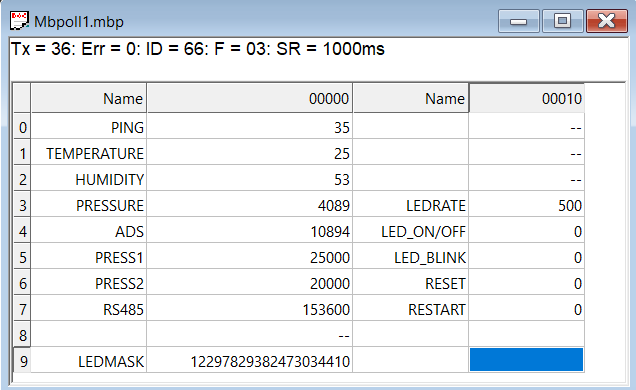 Mbpoll1.mbp
Tx = 36: Err = 0: ID = 66: F = 03: SR = 1000ms
Name 00000 Name 00010
0 PING 35 --
1 TEMPERATURE 25 --
2 HUMIDITY 53 --
3 PRESSURE 4089 LEDRATE 500
4 ADS 10894 LED_ON/OFF 0
5 PRESS1 25000 LED_BLINK 0
6 PRESS2 20000 RESET 0
7 RS485 153600 RESTART 0
8 --
9 LEDMASK 12297829382473034410